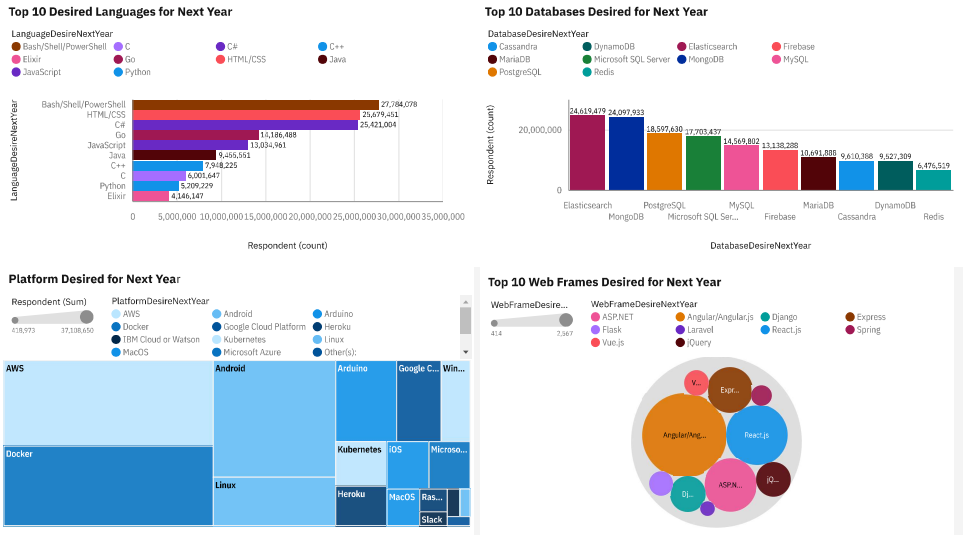 Top 10 Desired Languages for Next Year
LanguageDesireNextYear
Bash/Shell/PowerShell C C# C++
Elixir Go HTML/CSS Java
JavaScript Python
LanguageDesireNextYear
Bash/Shell/PowerShell 27,784,078
HTML/CSS 25,679,451
C# 25,421,004
Go 14,186,488
JavaScript 13,034,961
Java 9,455,551
C++ 7,948,225
C 6,001,647
Python 5,209,229
Elixir 4,146,147
0 5,000,000 10,000,000 15,000,000 20,000,000 25,000,000 30,000,000 35,000,000
Respondent (count)
Top 10 Databases Desired for Next Year
DatabaseDesireNextYear
Cassandra DynamoDB Elasticsearch Firebase
MariaDB Microsoft SQL Server MongoDB MySQL
PostgreSQL Redis
Respondent (count)
20,000,000
0
24,619,479 24,097,933 18,597,630 17,703,437 14,569,802 13,138,288 10,691,888 9,610,388 9,527,309 6,476,519
Elasticsearch PostgreSQL MySQL MariaDB DynamoDB
MongoDB Microsoft SQL Ser... Firebase Cassandra Redis
DatabaseDesireNextYear
Platform Desired for Next Year
Respondent (Sum)
418,973 37,108,650
PlatformDesireNextYear
AWS Android Arduino
Docker Google Cloud Platform Heroku
IBM Cloud or Watson Kubernetes Linux
MacOS Microsoft Azure Other(s):
AWS Android Arduino Google C... Win...
Docker Kubernetes iOS Microso...
Linux Heroku MacOS Ras...
Slack
Top 10 Web Frames Desired for Next Year
WebFrameDesire...
414 2,567
WebFrameDesireNextYear
ASP.NET Angular/Angular.js Django Express
Flask Laravel React.js Spring
Vue.js jQuery
V...
Expr...
Angular/Ang...
React.js
ASP.N...
jQ...
Dj...